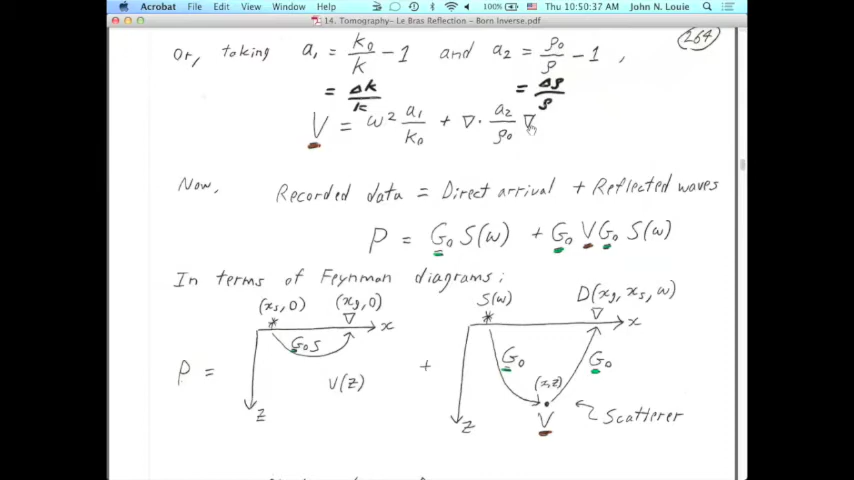 Acrobat File Edit View Window Help 100% Thu 10:50:37 AM John N. Louie
14. Tomography- Le Bras Reflection - Born Inverse.pdf
264
Or, taking a₁ = k₀/k - 1 and a₂ = ρ₀/ρ - 1 ,
= Δk/k = Δρ/ρ
V = ω² a₁/k₀ + ∇· a₂/ρ₀ ∇
Now, Recorded data = Direct arrival + Reflected waves
P = G₀ S(ω) + G₀ V G₀ S(ω)
In terms of Feynman diagrams:
(xs,0) (xg,0) S(ω) D(xg, xs, ω)
x x
G₀S G₀ G₀
P = V(z) + (x,z)
z z V Scatterer